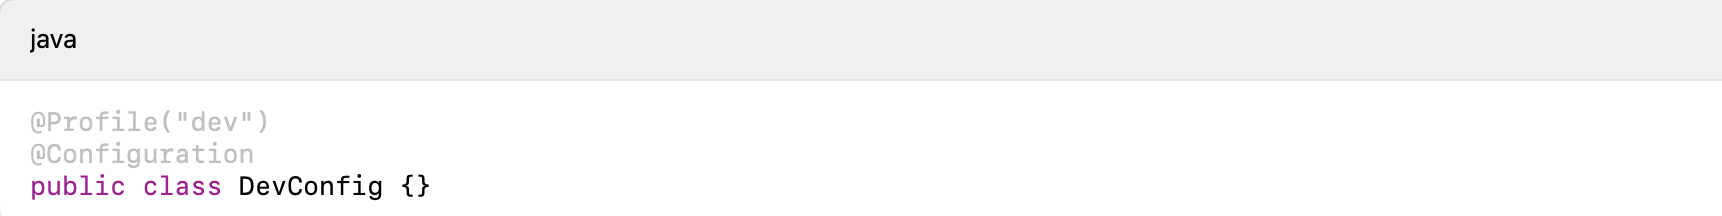 java
@Profile("dev")
@Configuration
public class DevConfig {}